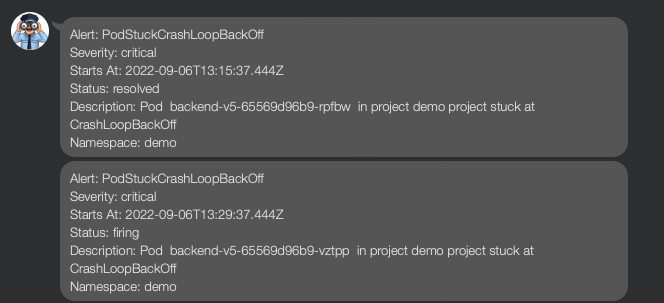 Alert: PodStuckCrashLoopBackOff
Severity: critical
Starts At: 2022-09-06T13:15:37.444Z
Status: resolved
Description: Pod  backend-v5-65569d96b9-rpfbw  in project demo project stuck at
CrashLoopBackOff
Namespace: demo
Alert: PodStuckCrashLoopBackOff
Severity: critical
Starts At: 2022-09-06T13:29:37.444Z
Status: firing
Description: Pod  backend-v5-65569d96b9-vztpp  in project demo project stuck at
CrashLoopBackOff
Namespace: demo